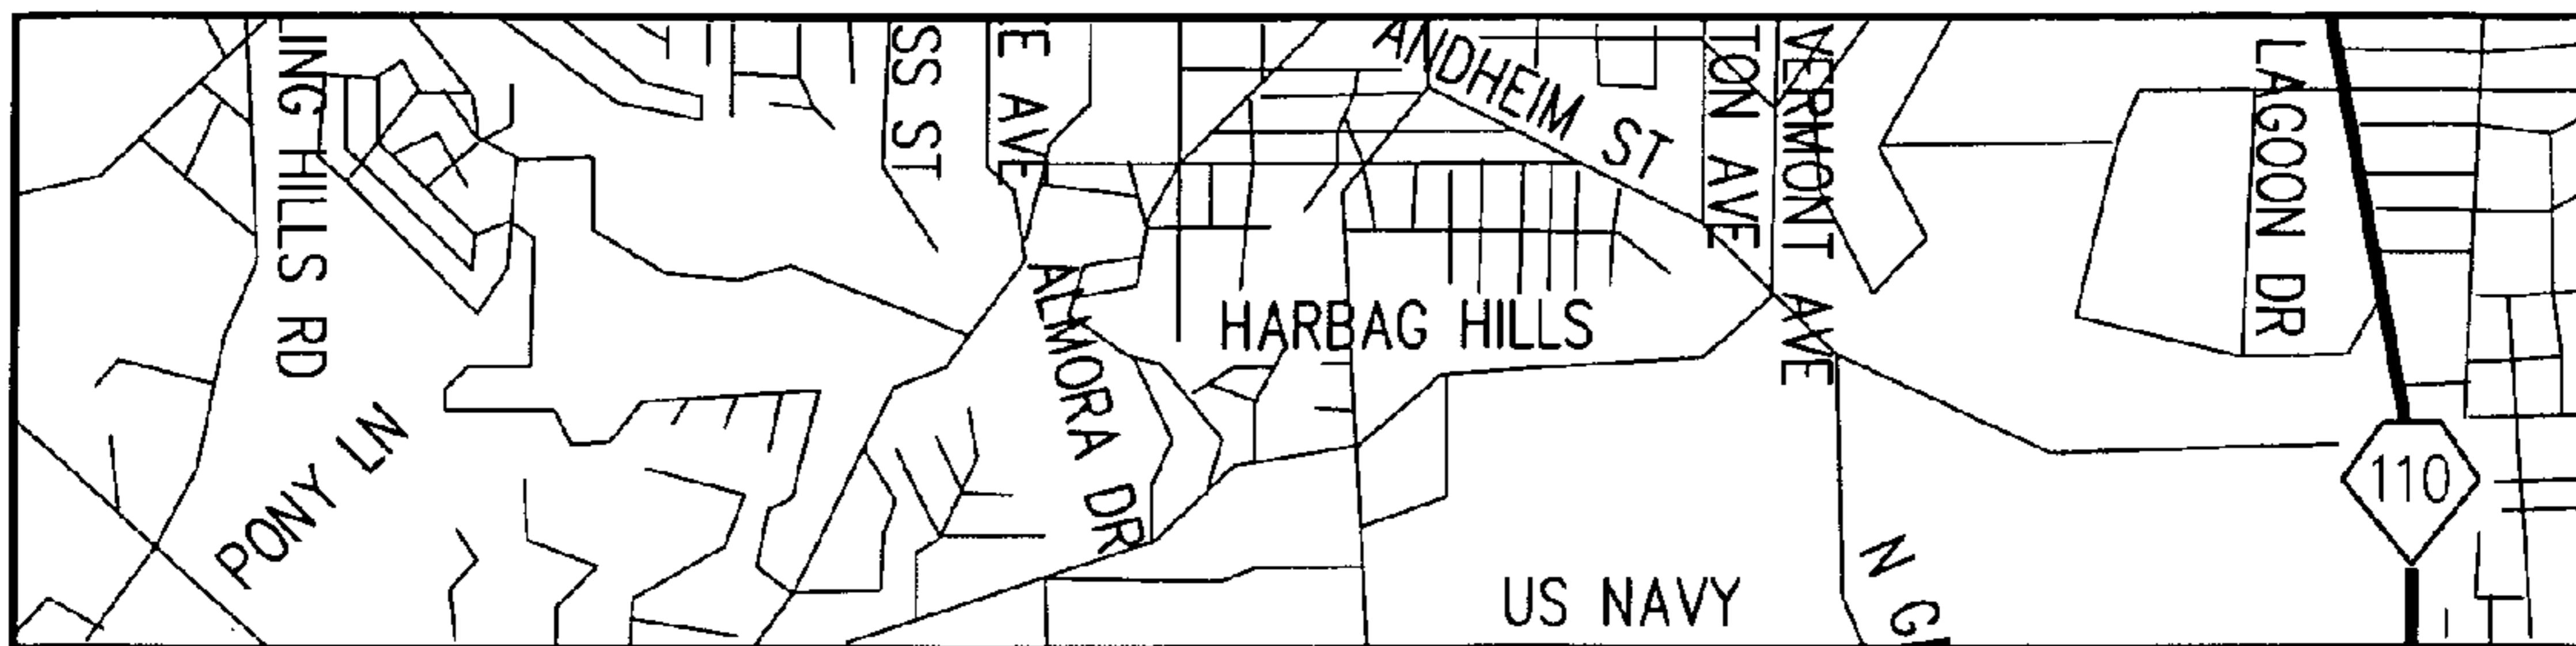 LING HILLS RD
SS ST
E AVE
ANDHEIM ST
TON AVE
VERMONT AVE
LAGOON DR
ALMORA DR
HARBAG HILLS
PONY LN
110
US NAVY
N G